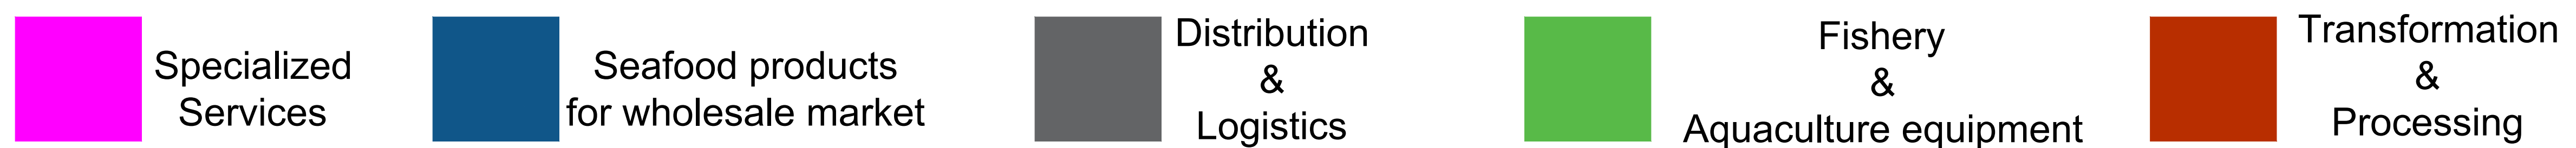 Specialized
Services
Seafood products
for wholesale market
Distribution
&
Logistics
Fishery
&
Aquaculture equipment
Transformation
&
Processing